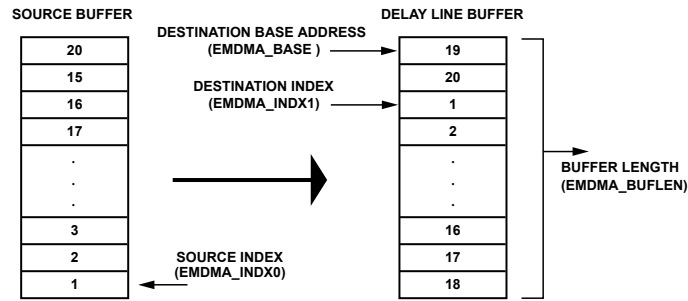 SOURCE BUFFER
20
15
16
17
.
.
.
3
2
1
SOURCE INDEX
(EMDMA_INDX0)
DESTINATION BASE ADDRESS
(EMDMA_BASE )
DESTINATION INDEX
(EMDMA_INDX1)
DELAY LINE BUFFER
19
20
1
2
.
.
.
16
17
18
BUFFER LENGTH
(EMDMA_BUFLEN)